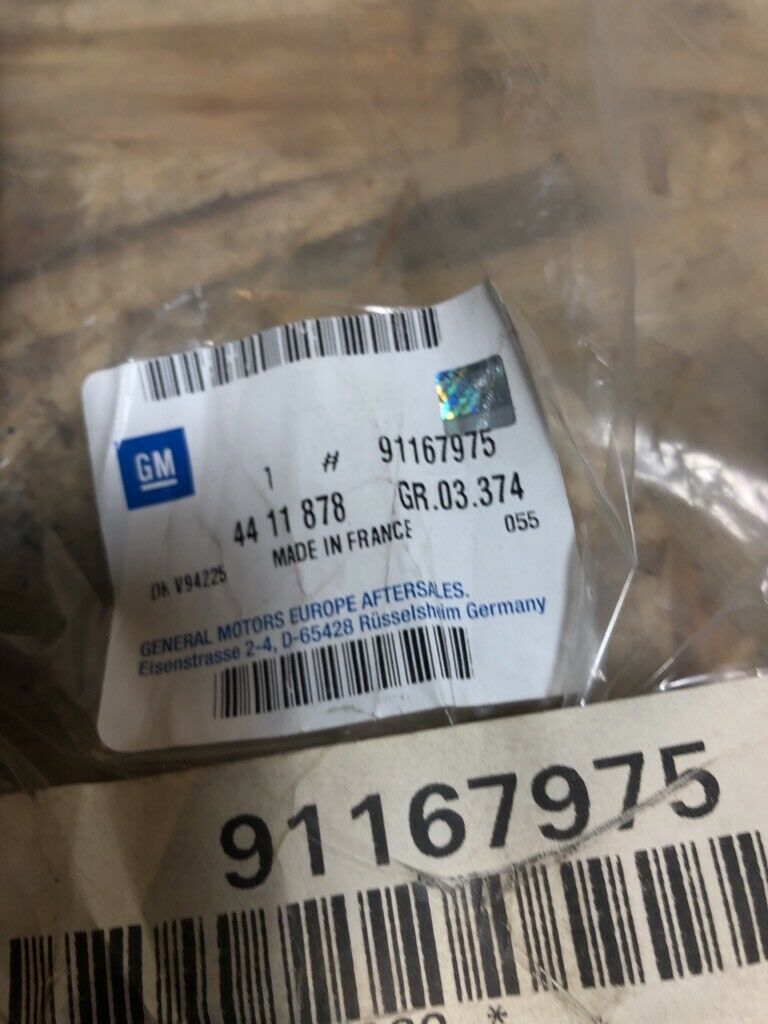 GM
1 # 91167975
44 11 878 GR.03.374
MADE IN FRANCE 055
DK V94225
GENERAL MOTORS EUROPE AFTERSALES.
Eisenstrasse 2-4, D-65428 Rüsselsheim Germany
91167975
*